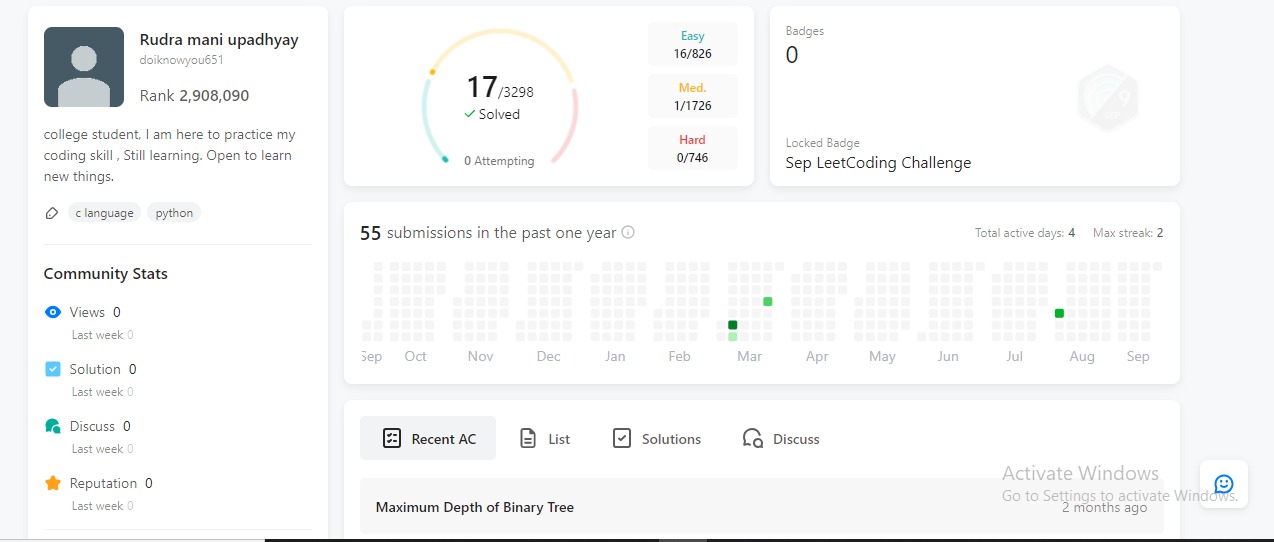 Rudra mani upadhyay
doiknowyou651
Rank 2,908,090
college student, I am here to practice my
coding skill , Still learning. Open to learn
new things.
c language python
Community Stats
Views 0
Last week 0
Solution 0
Last week 0
Discuss 0
Last week 0
Reputation 0
Last week 0
17/3298
Solved
0 Attempting
Easy
16/826
Med.
1/1726
Hard
0/746
Badges
0
9
SEP
Locked Badge
Sep LeetCoding Challenge
55 submissions in the past one year
Total active days: 4 Max streak: 2
Sep Oct Nov Dec Jan Feb Mar Apr May Jun Jul Aug Sep
Recent AC List Solutions Discuss
Maximum Depth of Binary Tree
2 months ago
Activate Windows
Go to Settings to activate Windows.